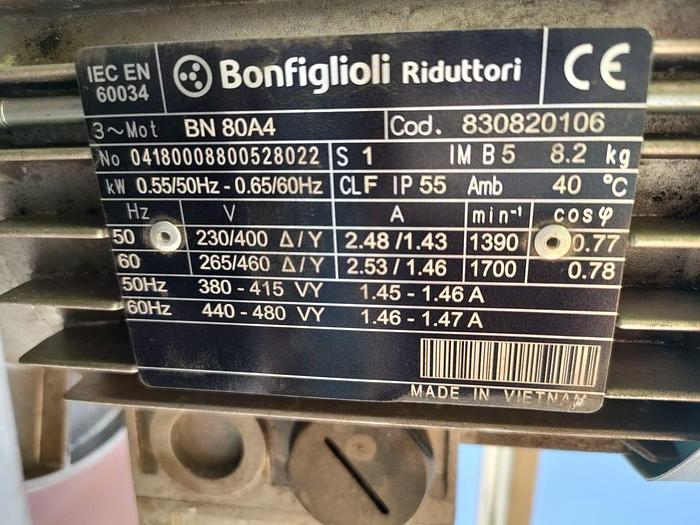 IEC EN
60034
Bonfiglioli Riduttori
CE
3~Mot BN 80A4 Cod. 830820106
No 04180008800528022 S 1 IM B 5 8.2 kg
kW 0.55/50Hz - 0.65/60Hz CL F IP 55 Amb 40 °C
Hz V A min⁻¹ cosφ
50 230/400 Δ/Y 2.48/1.43 1390 0.77
60 265/460 Δ/Y 2.53/1.46 1700 0.78
50Hz 380 - 415 VY 1.45 - 1.46 A
60Hz 440 - 480 VY 1.46 - 1.47 A
MADE IN VIETNAM